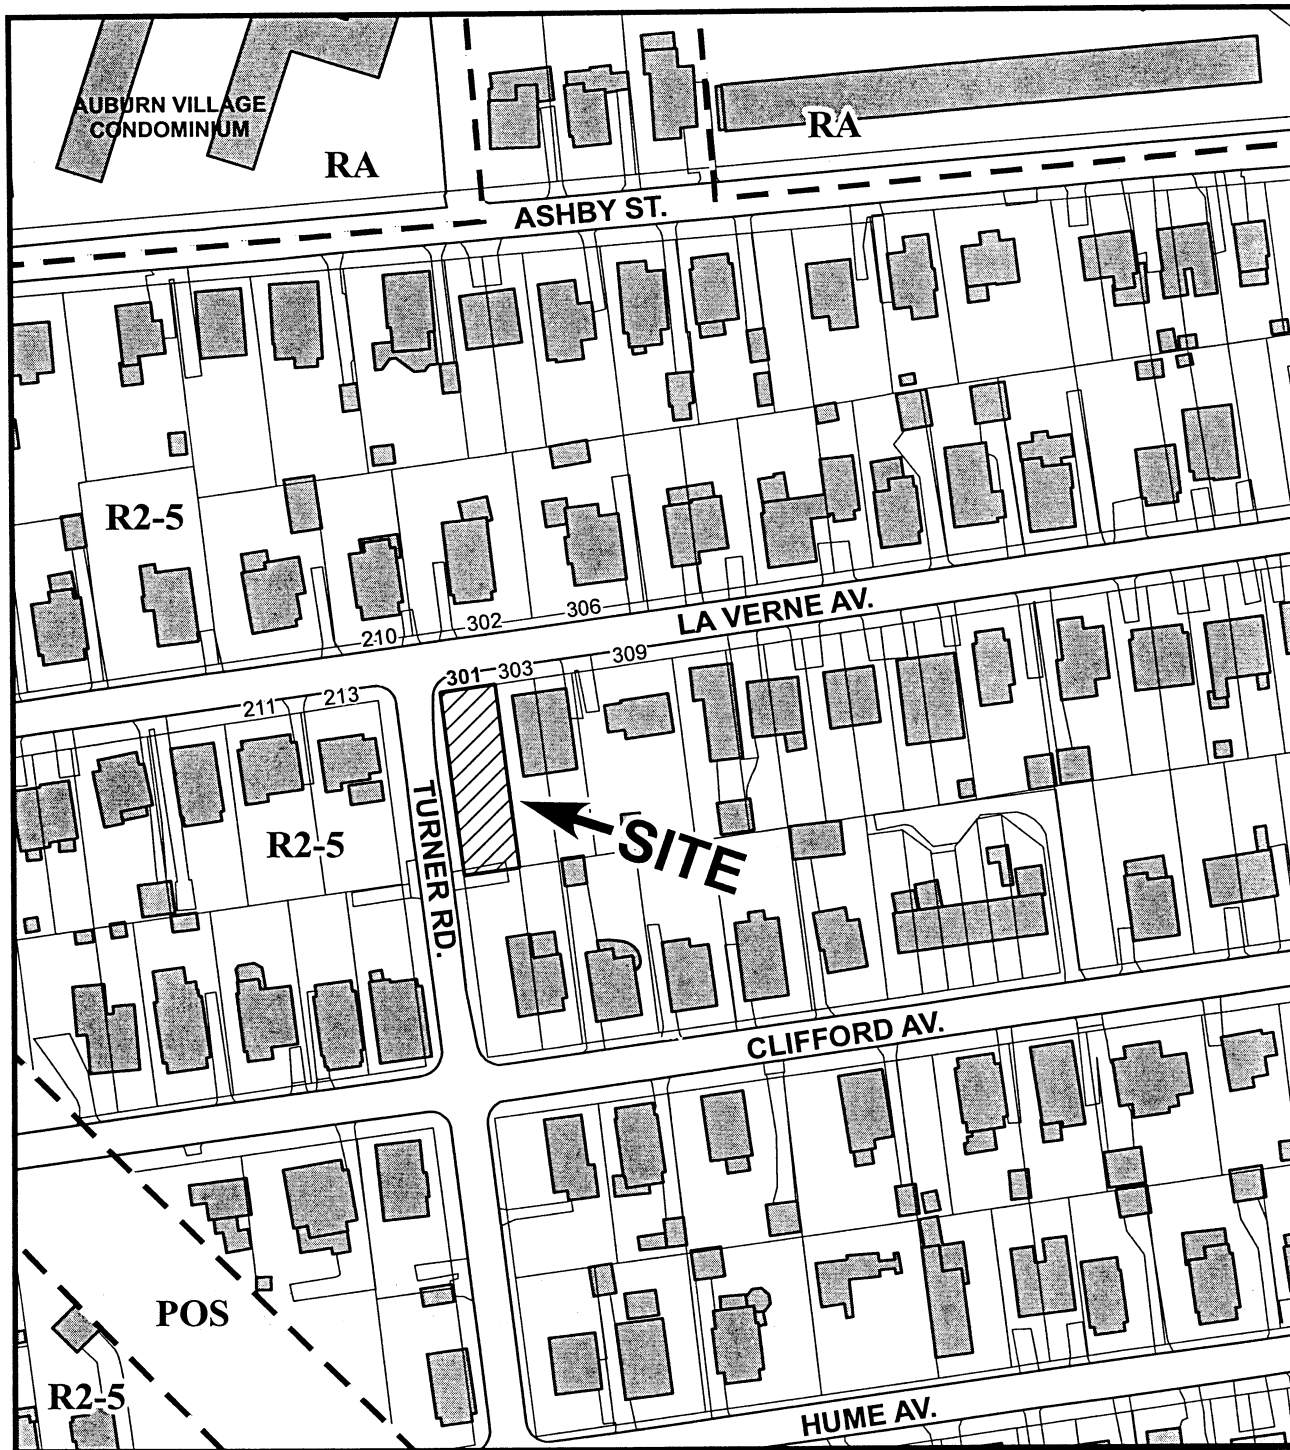 AUBURN VILLAGE
CONDOMINIUM
RA
RA
ASHBY ST.
R2-5
LA VERNE AV.
210
302
306
301
303
309
211
213
TURNER RD.
R2-5
SITE
CLIFFORD AV.
POS
R2-5
HUME AV.